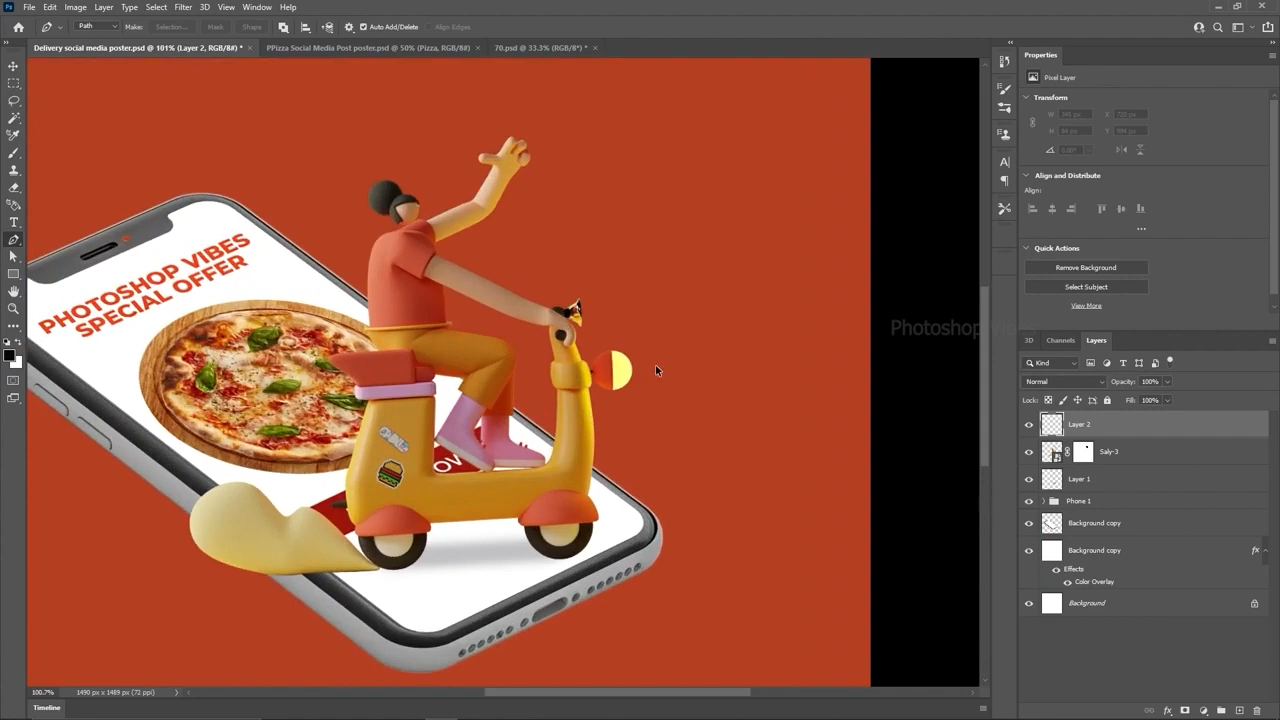 File Edit Image Layer Type Select Filter 3D View Window Help
Path Make: Selection... Mask Shape Auto Add/Delete Align Edges
Delivery social media poster.psd @ 101% (Layer 2, RGB/8#) * × PPizza Social Media Post poster.psd @ 50% (Pizza, RGB/8#) × 70.psd @ 33.3% (RGB/8*) * ×
Properties
Pixel Layer
Transform
W X
H Y
Align and Distribute
Align:
Quick Actions
Remove Background
Select Subject
View More
PHOTOSHOP VIBES
SPECIAL OFFER
OV
Photoshop
3D Channels Layers
Kind
Normal Opacity: 100%
Lock: Fill: 100%
Layer 2
Saly-3
Layer 1
Phone 1
Background copy
Background copy fx
Effects
Color Overlay
Background
100.7% 1490 px x 1489 px (72 ppi)
Timeline